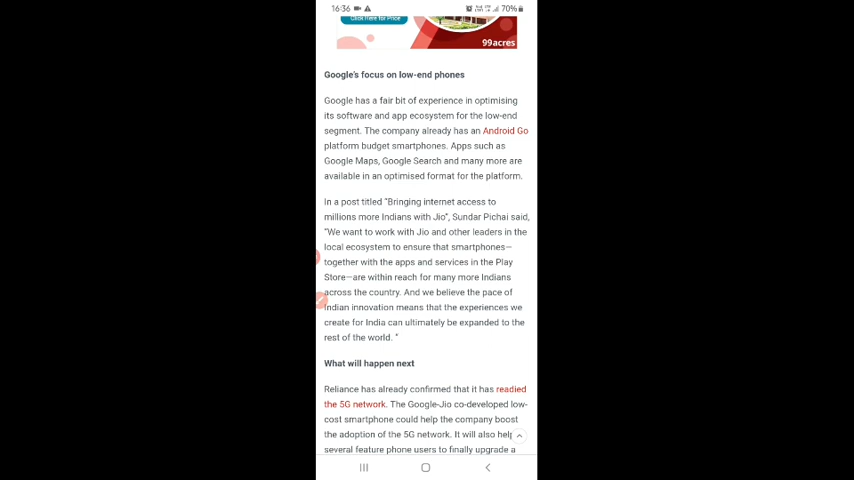 16:36
70%
Click Here for Price
99acres
Google's focus on low-end phones
Google has a fair bit of experience in optimising
its software and app ecosystem for the low-end
segment. The company already has an Android Go
platform budget smartphones. Apps such as
Google Maps, Google Search and many more are
available in an optimised format for the platform.
In a post titled "Bringing internet access to
millions more Indians with Jio", Sundar Pichai said,
"We want to work with Jio and other leaders in the
local ecosystem to ensure that smartphones—
together with the apps and services in the Play
Store—are within reach for many more Indians
across the country. And we believe the pace of
Indian innovation means that the experiences we
create for India can ultimately be expanded to the
rest of the world. "
What will happen next
Reliance has already confirmed that it has readied
the 5G network. The Google-Jio co-developed low-
cost smartphone could help the company boost
the adoption of the 5G network. It will also help
several feature phone users to finally upgrade a